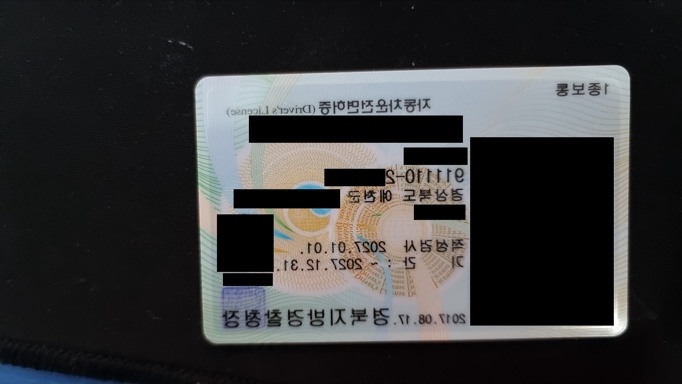 1종보통
자동차운전면허증 (Driver's License)
911110-2
경상북도 예천군
적성검사 2027.01.01.
기 간 : ~ 2027.12.31.
2017.08.17. 경북지방경찰청장